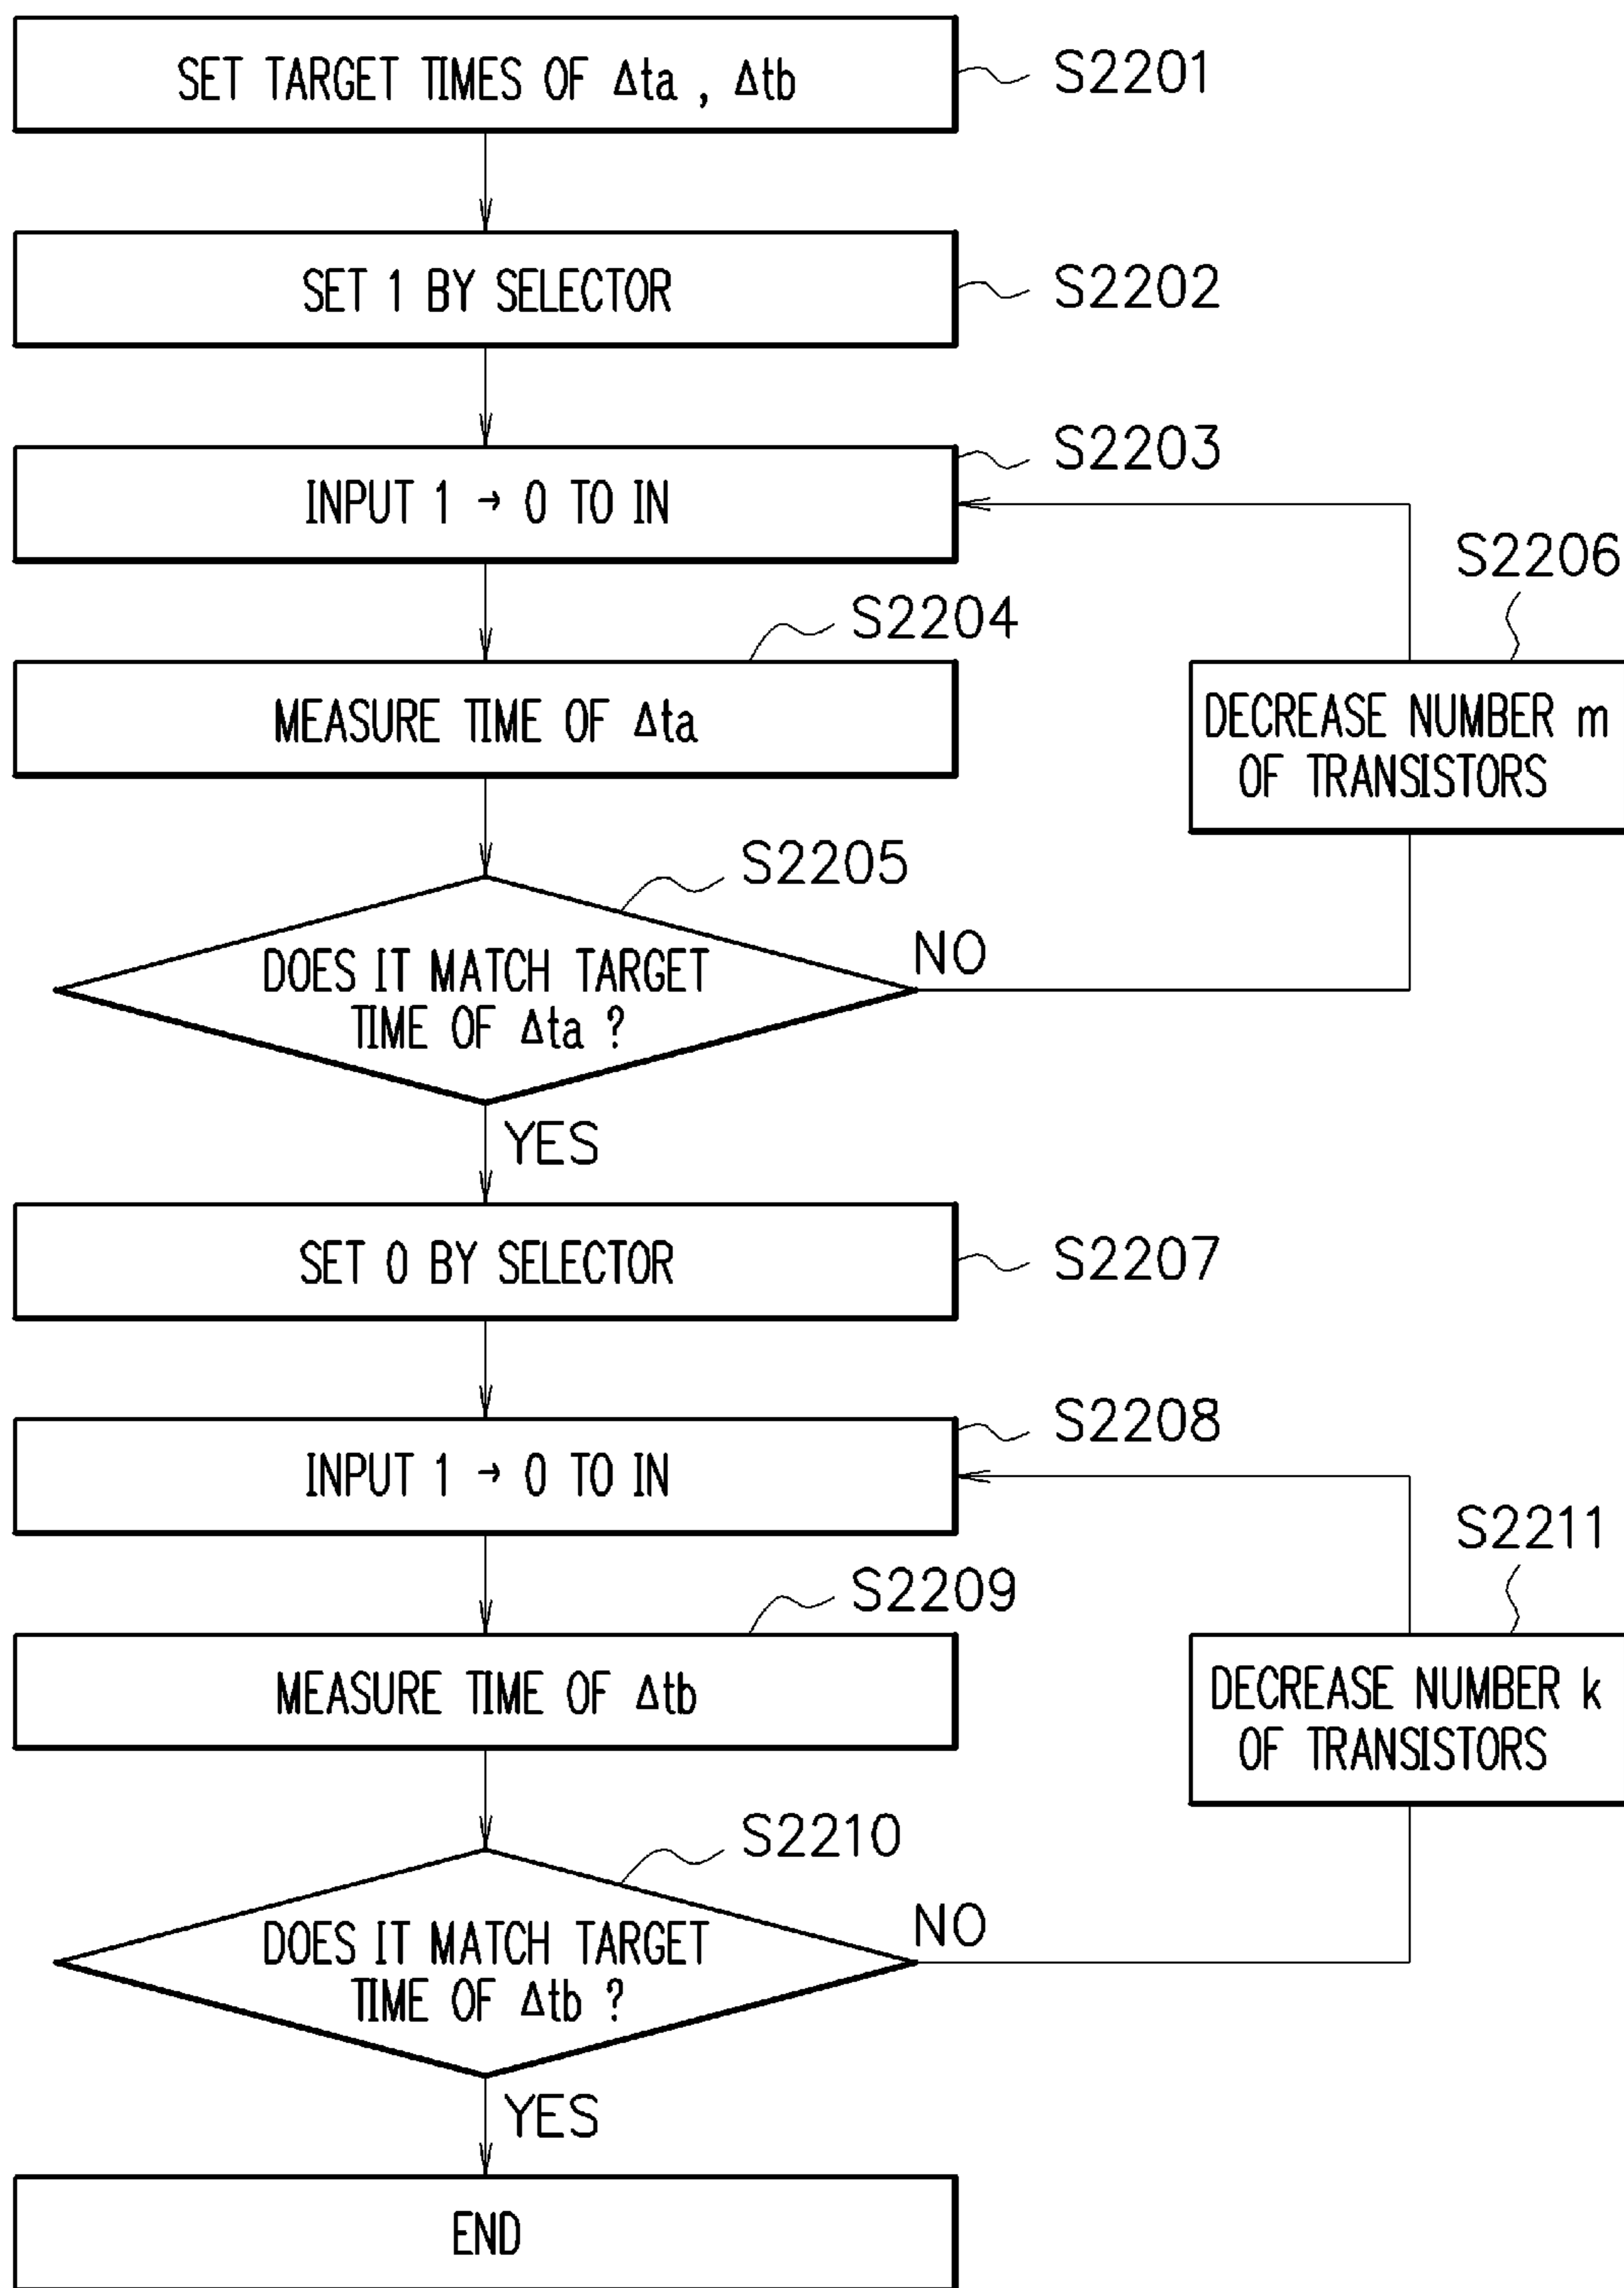 SET TARGET TIMES OF Δta , Δtb
S2201
SET 1 BY SELECTOR
S2202
INPUT 1 → 0 TO IN
S2203
MEASURE TIME OF Δta
S2204
DOES IT MATCH TARGET
TIME OF Δta ?
S2205
NO
DECREASE NUMBER m
OF TRANSISTORS
S2206
YES
SET 0 BY SELECTOR
S2207
INPUT 1 → 0 TO IN
S2208
MEASURE TIME OF Δtb
S2209
DOES IT MATCH TARGET
TIME OF Δtb ?
S2210
NO
DECREASE NUMBER k
OF TRANSISTORS
S2211
YES
END